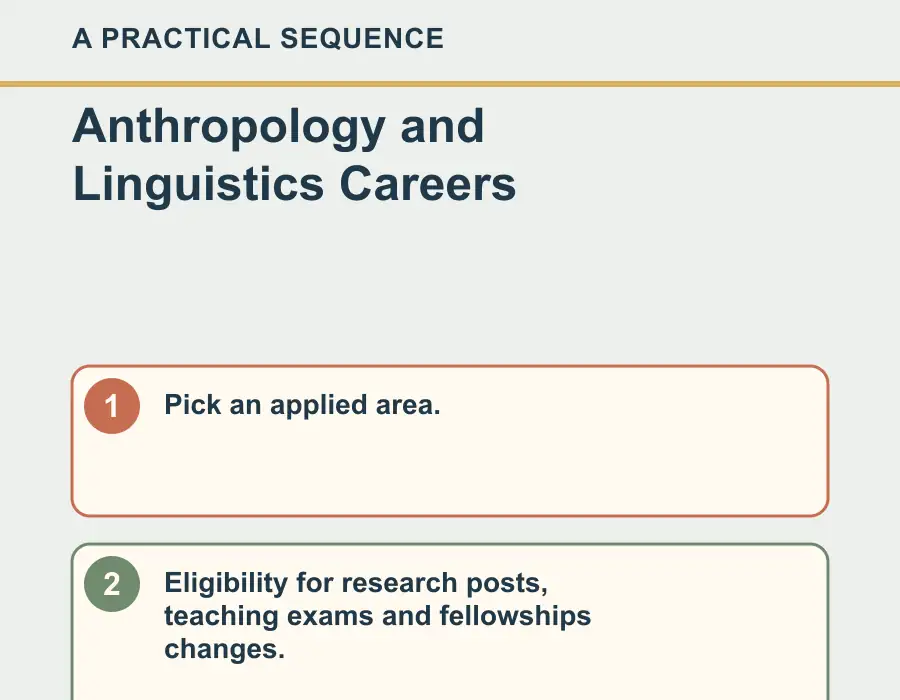 A PRACTICAL SEQUENCE
Anthropology and
Linguistics Careers
1
Pick an applied area.
2
Eligibility for research posts,
teaching exams and fellowships
changes.